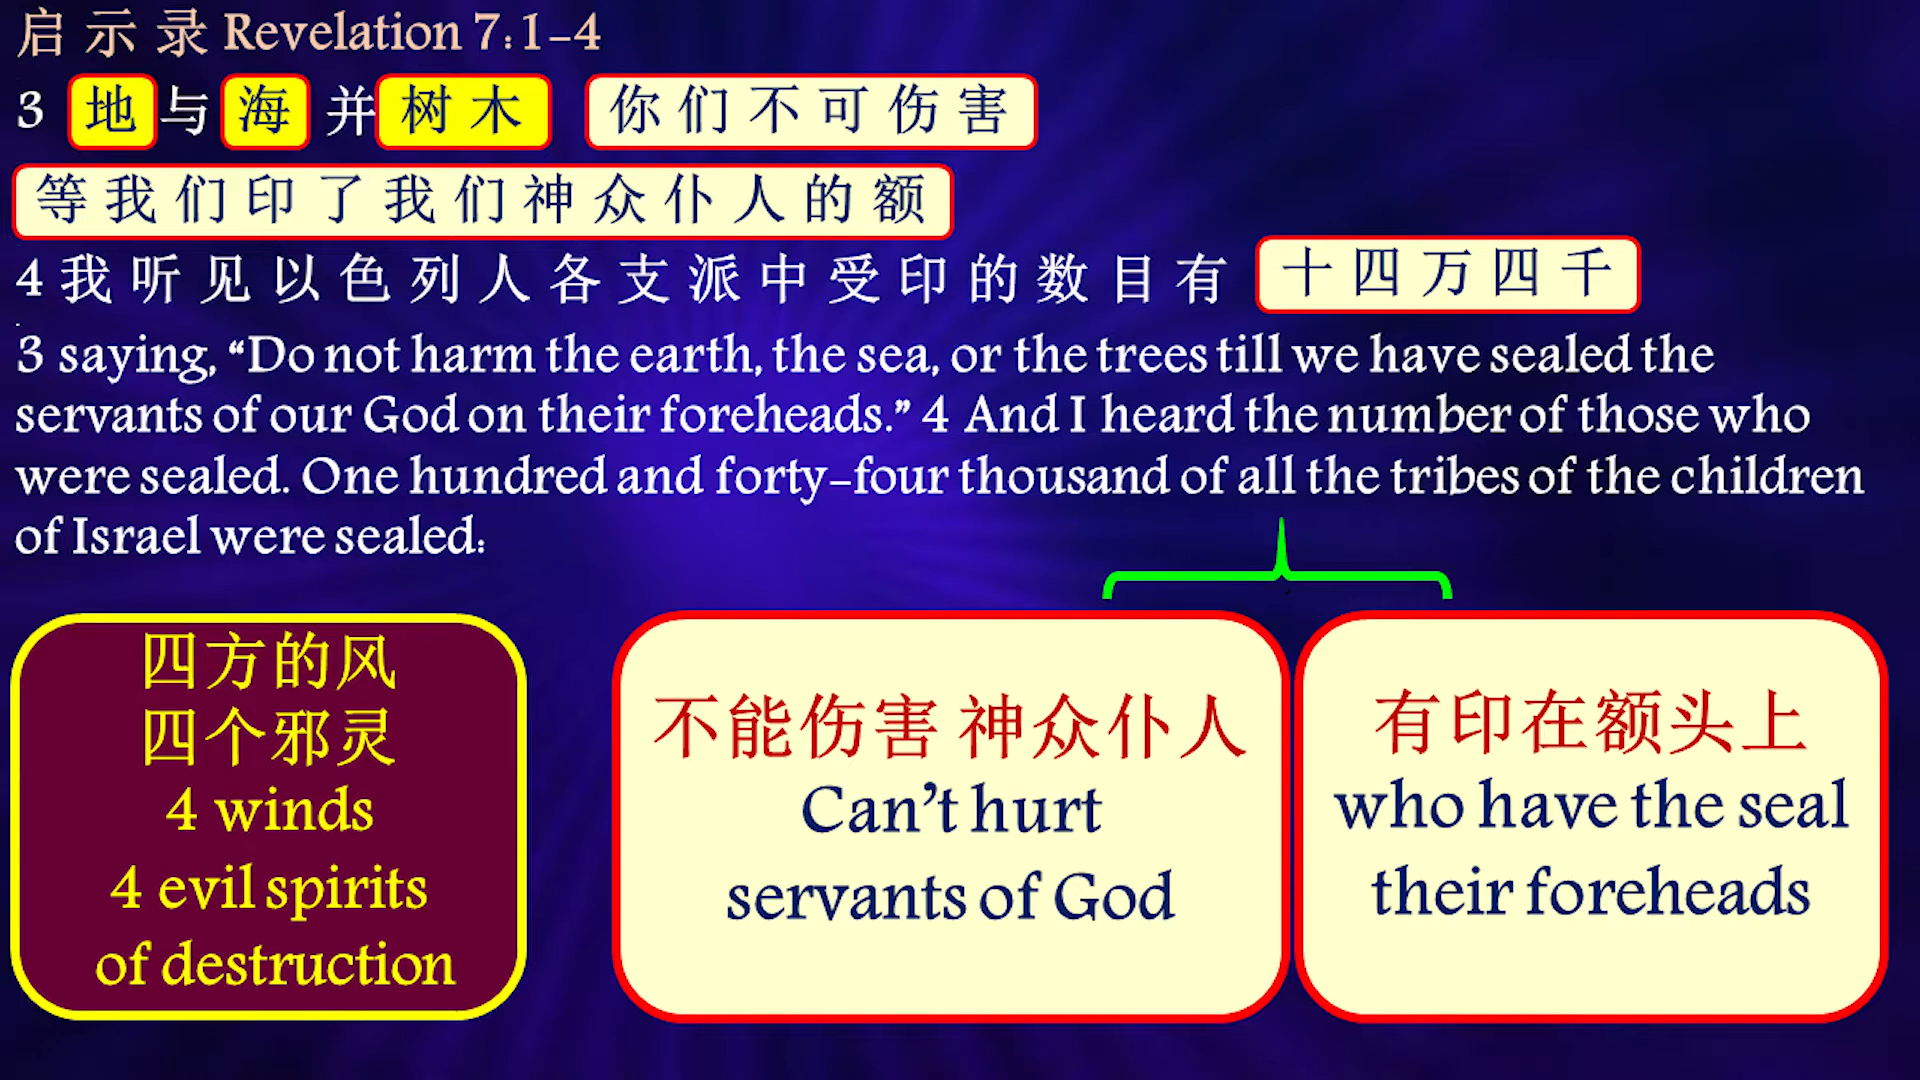 启示录 Revelation 7:1-4
3 地与海并树木 你们不可伤害
等我们印了我们神众仆人的额
4 我听见以色列人各支派中受印的数目有 十四万四千
3 saying, “Do not harm the earth, the sea, or the trees till we have sealed the
servants of our God on their foreheads.” 4 And I heard the number of those who
were sealed. One hundred and forty-four thousand of all the tribes of the children
of Israel were sealed:
四方的风
四个邪灵
4 winds
4 evil spirits
of destruction
不能伤害 神众仆人
Can’t hurt
servants of God
有印在额头上
who have the seal
their foreheads